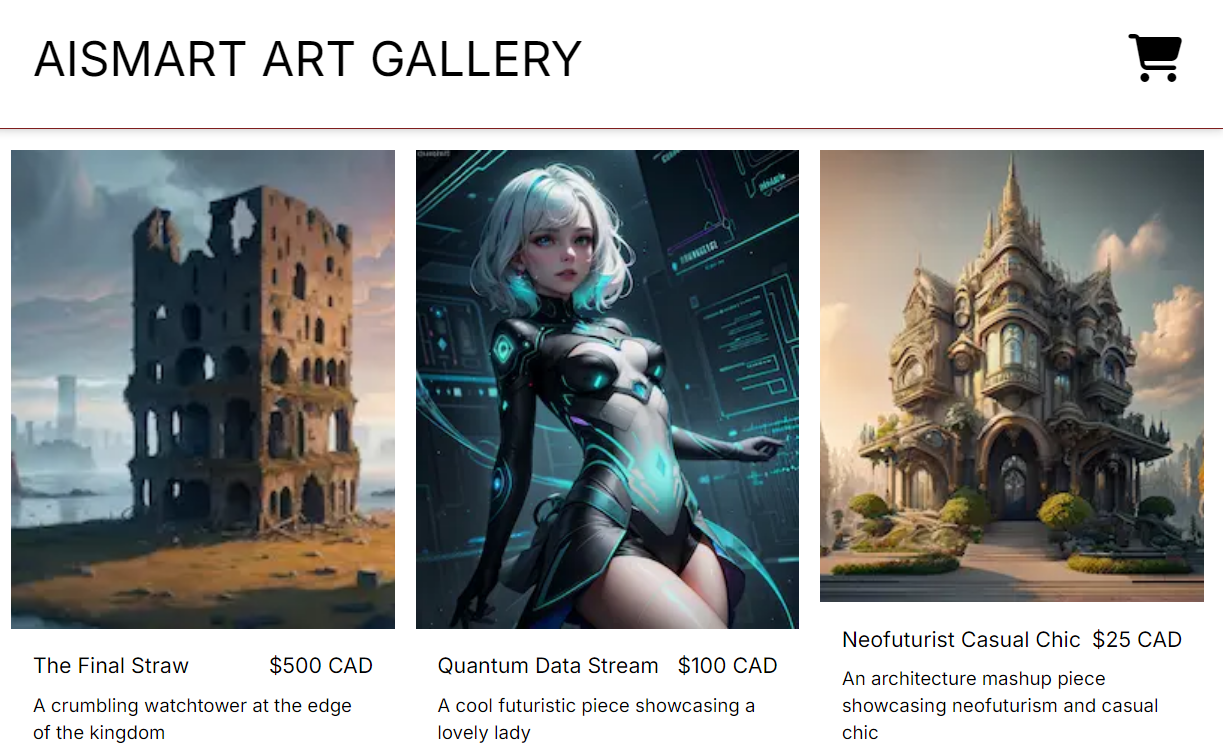 AISMART ART GALLERY
The Final Straw $500 CAD
A crumbling watchtower at the edge
of the kingdom
Quantum Data Stream $100 CAD
A cool futuristic piece showcasing a
lovely lady
Neofuturist Casual Chic $25 CAD
An architecture mashup piece
showcasing neofuturism and casual
chic